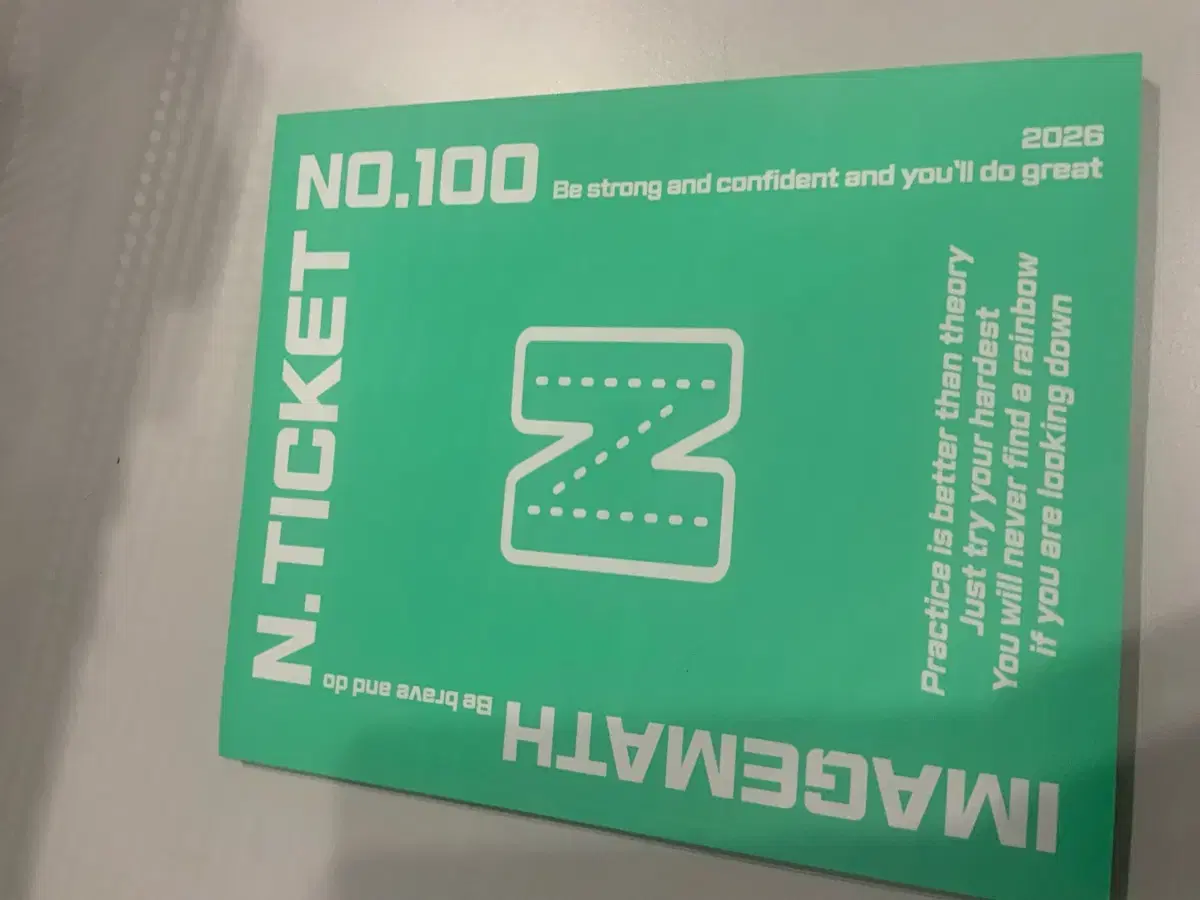 N.TICKET
NO.100
2026
Be strong and confident and you'll do great
Practice is better than theory
Just try your hardest
You will never find a rainbow
if you are looking down
IMAGEMATH
Be brave and do